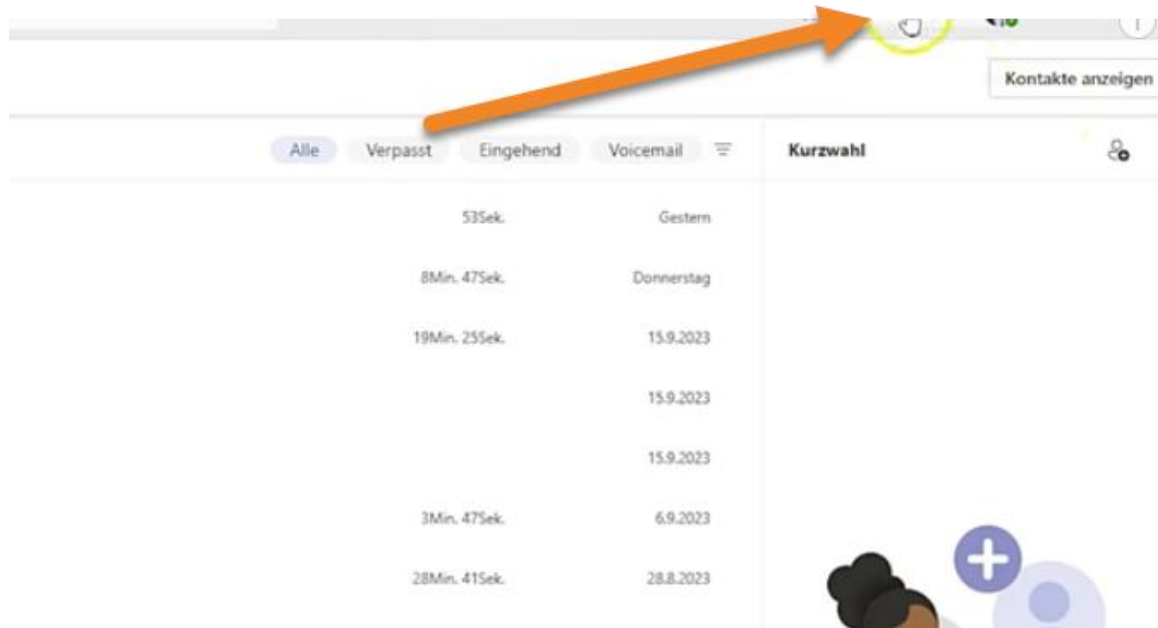 Kontakte anzeigen
Alle Verpasst Eingehend Voicemail Kurzwahl
53Sek. Gestern
8Min. 47Sek. Donnerstag
19Min. 25Sek. 15.9.2023
15.9.2023
15.9.2023
3Min. 47Sek. 6.9.2023
28Min. 41Sek. 28.8.2023